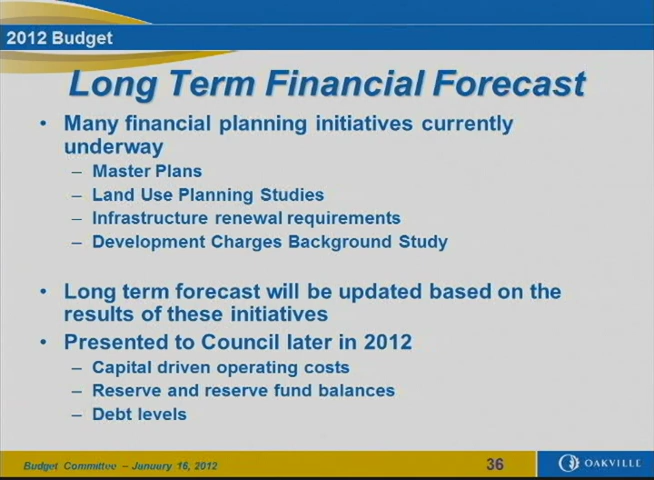 2012 Budget
Long Term Financial Forecast
• Many financial planning initiatives currently
underway
– Master Plans
– Land Use Planning Studies
– Infrastructure renewal requirements
– Development Charges Background Study
• Long term forecast will be updated based on the
results of these initiatives
• Presented to Council later in 2012
– Capital driven operating costs
– Reserve and reserve fund balances
– Debt levels
Budget Committee – January 16, 2012
36
OAKVILLE